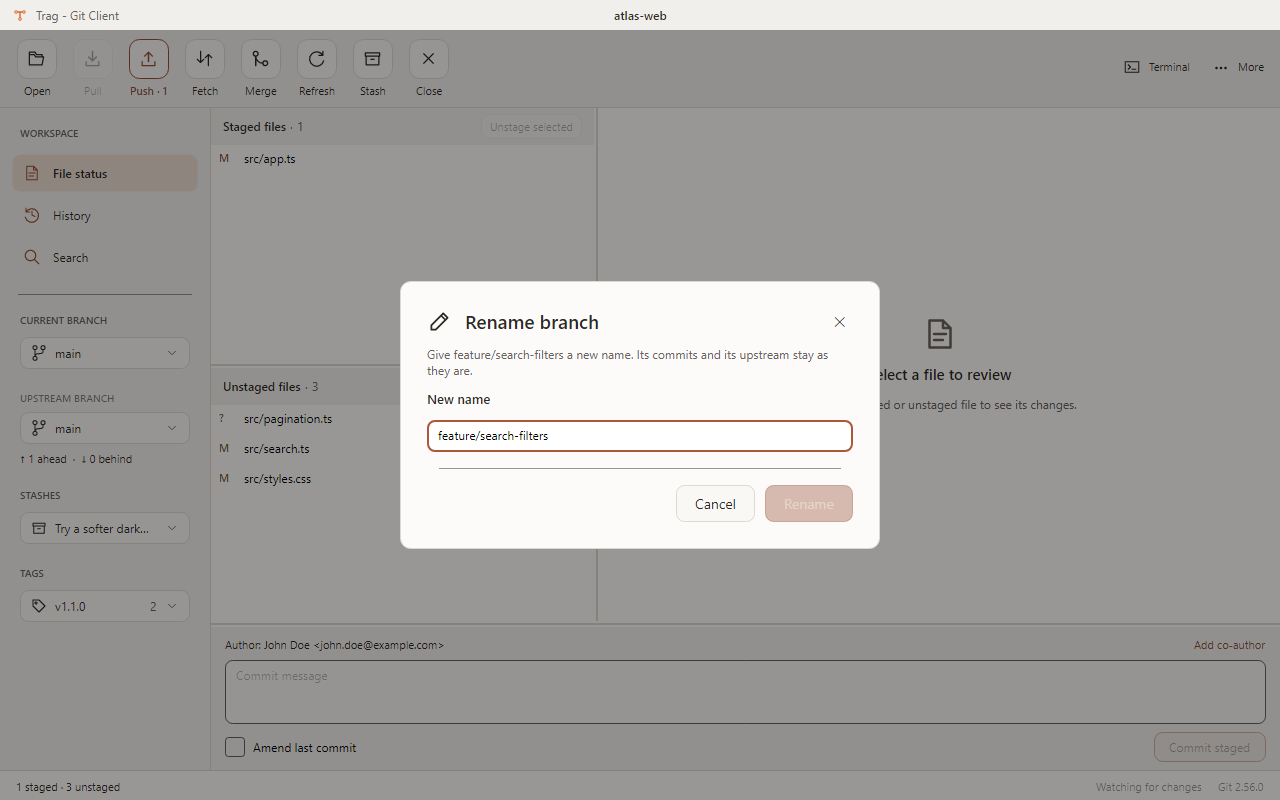 Trag - Git Client
atlas-web
Open
Pull
Push · 1
Fetch
Merge
Refresh
Stash
Close
Terminal
More
WORKSPACE
File status
History
Search
CURRENT BRANCH
main
UPSTREAM BRANCH
main
↑ 1 ahead · ↓ 0 behind
STASHES
Try a softer dark...
TAGS
v1.1.0 2
Staged files · 1
Unstage selected
M src/app.ts
Unstaged files · 3
? src/pagination.ts
M src/search.ts
M src/styles.css
Rename branch
Give feature/search-filters a new name. Its commits and its upstream stay as
they are.
New name
feature/search-filters
Cancel
Rename
elect a file to review
ed or unstaged file to see its changes.
Author: John Doe <john.doe@example.com>
Add co-author
Commit message
Amend last commit
Commit staged
1 staged · 3 unstaged
Watching for changes
Git 2.56.0